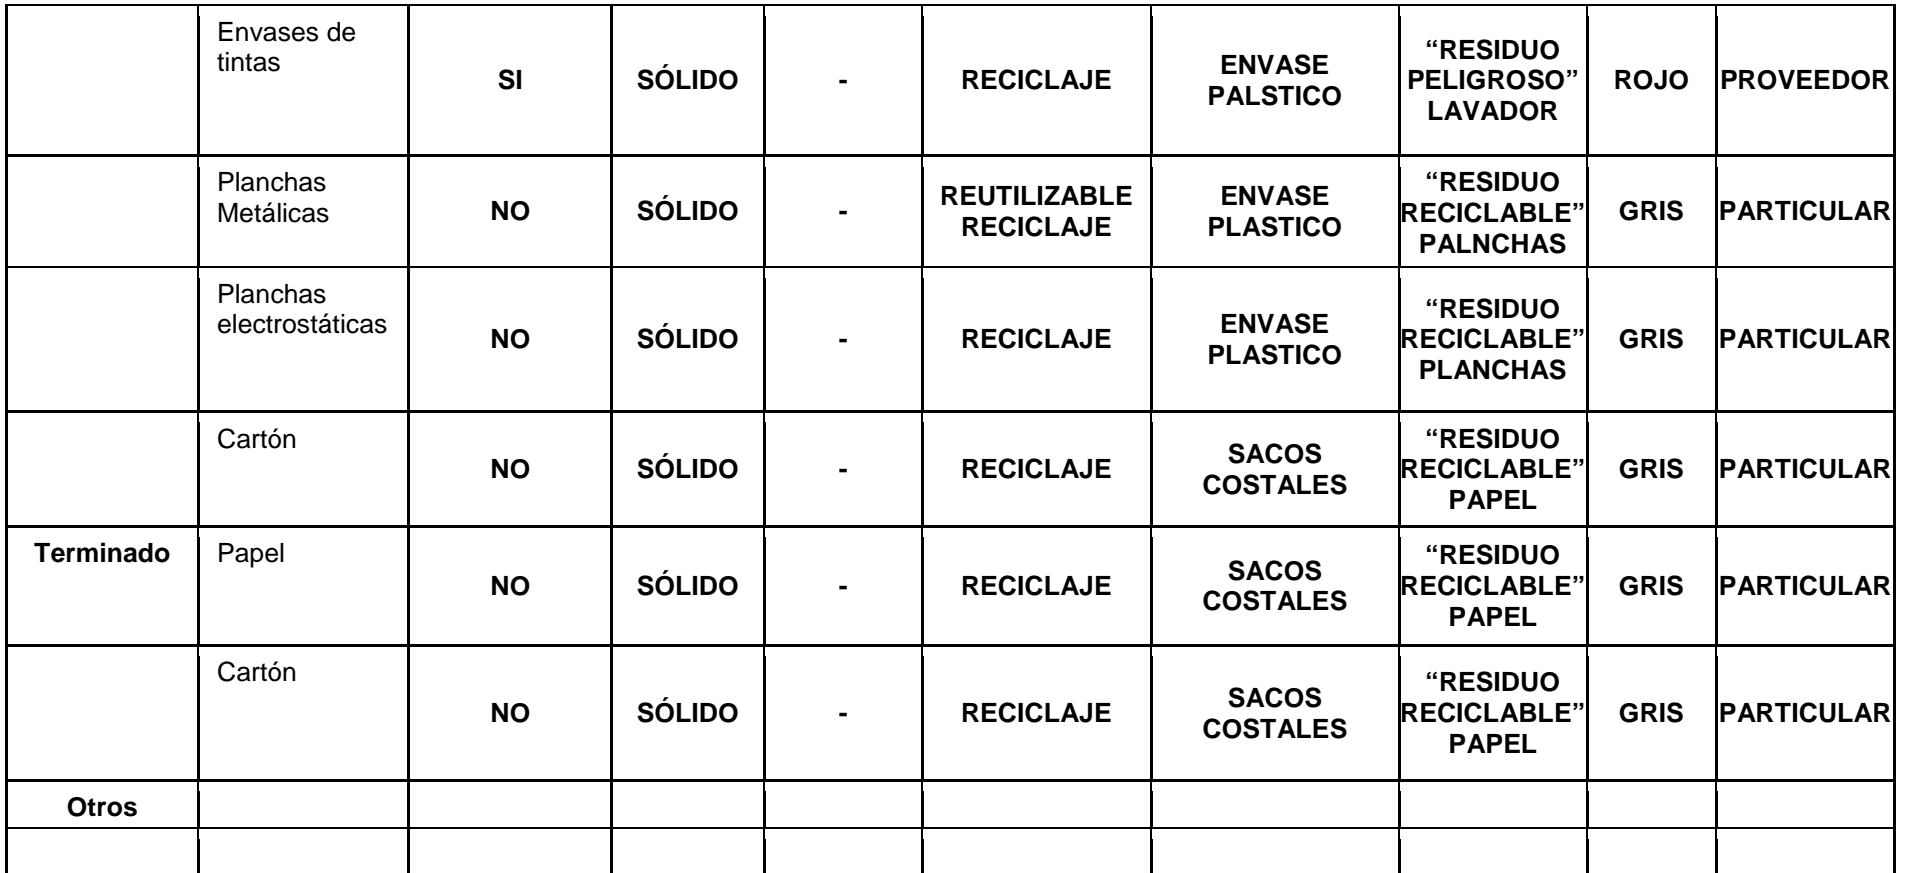 Envases de
tintas
SI
SÓLIDO
-
RECICLAJE
ENVASE
PALSTICO
“RESIDUO
PELIGROSO”
LAVADOR
ROJO
PROVEEDOR
Planchas
Metálicas
NO
SÓLIDO
-
REUTILIZABLE
RECICLAJE
ENVASE
PLASTICO
“RESIDUO
RECICLABLE”
PALNCHAS
GRIS
PARTICULAR
Planchas
electrostáticas
NO
SÓLIDO
-
RECICLAJE
ENVASE
PLASTICO
“RESIDUO
RECICLABLE”
PLANCHAS
GRIS
PARTICULAR
Cartón
NO
SÓLIDO
-
RECICLAJE
SACOS
COSTALES
“RESIDUO
RECICLABLE”
PAPEL
GRIS
PARTICULAR
Terminado
Papel
NO
SÓLIDO
-
RECICLAJE
SACOS
COSTALES
“RESIDUO
RECICLABLE”
PAPEL
GRIS
PARTICULAR
Cartón
NO
SÓLIDO
-
RECICLAJE
SACOS
COSTALES
“RESIDUO
RECICLABLE”
PAPEL
GRIS
PARTICULAR
Otros